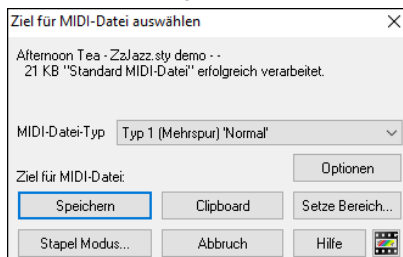 Ziel für MIDI-Datei auswählen
Afternoon Tea - ZzJazz.sty demo - -
21 KB "Standard MIDI-Datei" erfolgreich verarbeitet.
MIDI-Datei-Typ Typ 1 (Mehrspur) 'Normal'
Optionen
Ziel für MIDI-Datei:
Speichern Clipboard Setze Bereich...
Stapel Modus... Abbruch Hilfe